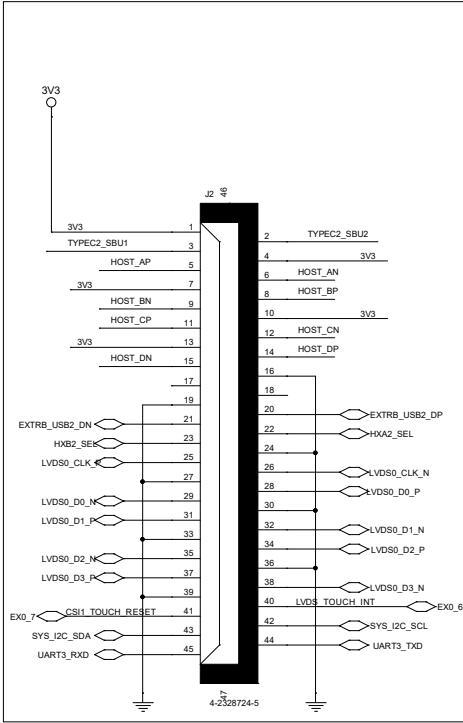 3V3
J2 46
3V3 1
2 TYPEC2_SBU2
TYPEC2_SBU1 3
4 3V3
HOST_AP 5
6 HOST_AN
3V3 7
8 HOST_BP
HOST_BN 9
10 3V3
HOST_CP 11
12 HOST_CN
3V3 13
14 HOST_DP
HOST_DN 15
16
17
18
19
20 EXTRB_USB2_DP
EXTRB_USB2_DN 21
22 HXA2_SEL
HXB2_SEL 23
24
LVDS0_CLK_P 25
26 LVDS0_CLK_N
27
28 LVDS0_D0_P
LVDS0_D0_N 29
30
LVDS0_D1_P 31
32 LVDS0_D1_N
33
34 LVDS0_D2_P
LVDS0_D2_N 35
36
LVDS0_D3_P 37
38 LVDS0_D3_N
39
40 LVDS_TOUCH_INT EX0_6
EX0_7 CSI1_TOUCH_RESET 41
42 SYS_I2C_SCL
SYS_I2C_SDA 43
44 UART3_TXD
UART3_RXD 45
47
4-2328724-5